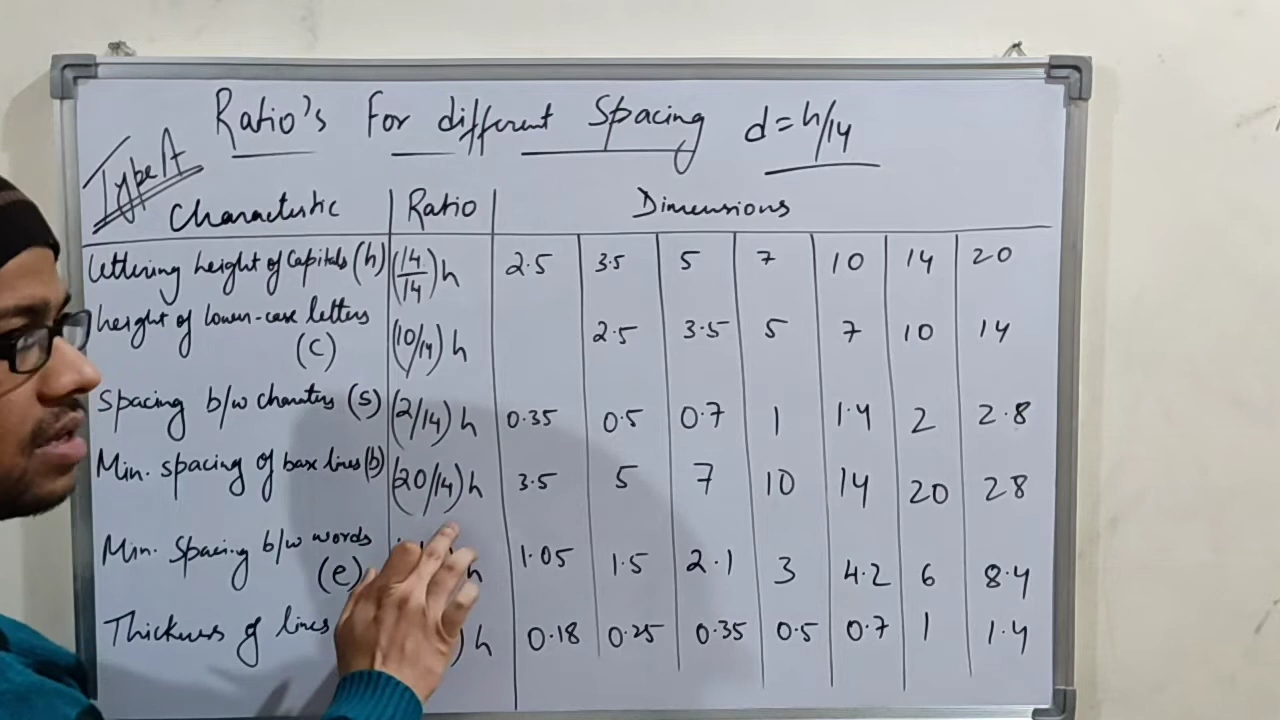 Ratio's For different Spacing d=h/14
Type A
Characteristic Ratio Dimensions
lettering height of Capitals (h) (14/14)h 2.5 3.5 5 7 10 14 20
height of lower-case letters (c) (10/14)h 2.5 3.5 5 7 10 14
Spacing b/w charaters (s) (2/14)h 0.35 0.5 0.7 1 1.4 2 2.8
Min. spacing of base lines (b) (20/14)h 3.5 5 7 10 14 20 28
Min. Spacing b/w words (e) h 1.05 1.5 2.1 3 4.2 6 8.4
Thickness of lines )h 0.18 0.25 0.35 0.5 0.7 1 1.4